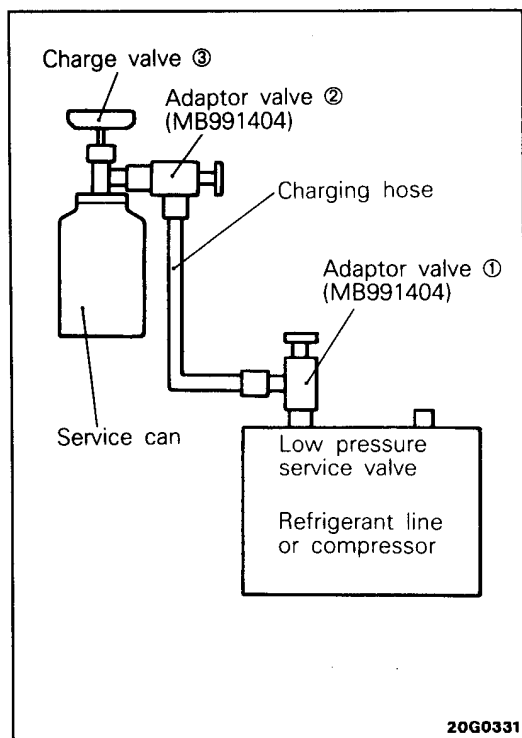 Charge valve ③
Adaptor valve ②
(MB991404)
Charging hose
Adaptor valve ①
(MB991404)
Service can
Low pressure
service valve
Refrigerant line
or compressor
20G0331